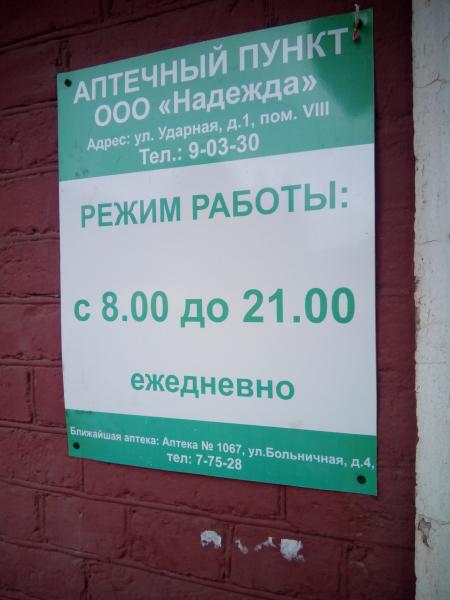 АПТЕЧНЫЙ ПУНКТ
ООО «Надежда»
Адрес: ул. Ударная, д.1, пом. VIII
Тел.: 9-03-30
РЕЖИМ РАБОТЫ:
с 8.00 до 21.00
ежедневно
Ближайшая аптека: Аптека № 1067, ул.Больничная, д.4,
тел: 7-75-28